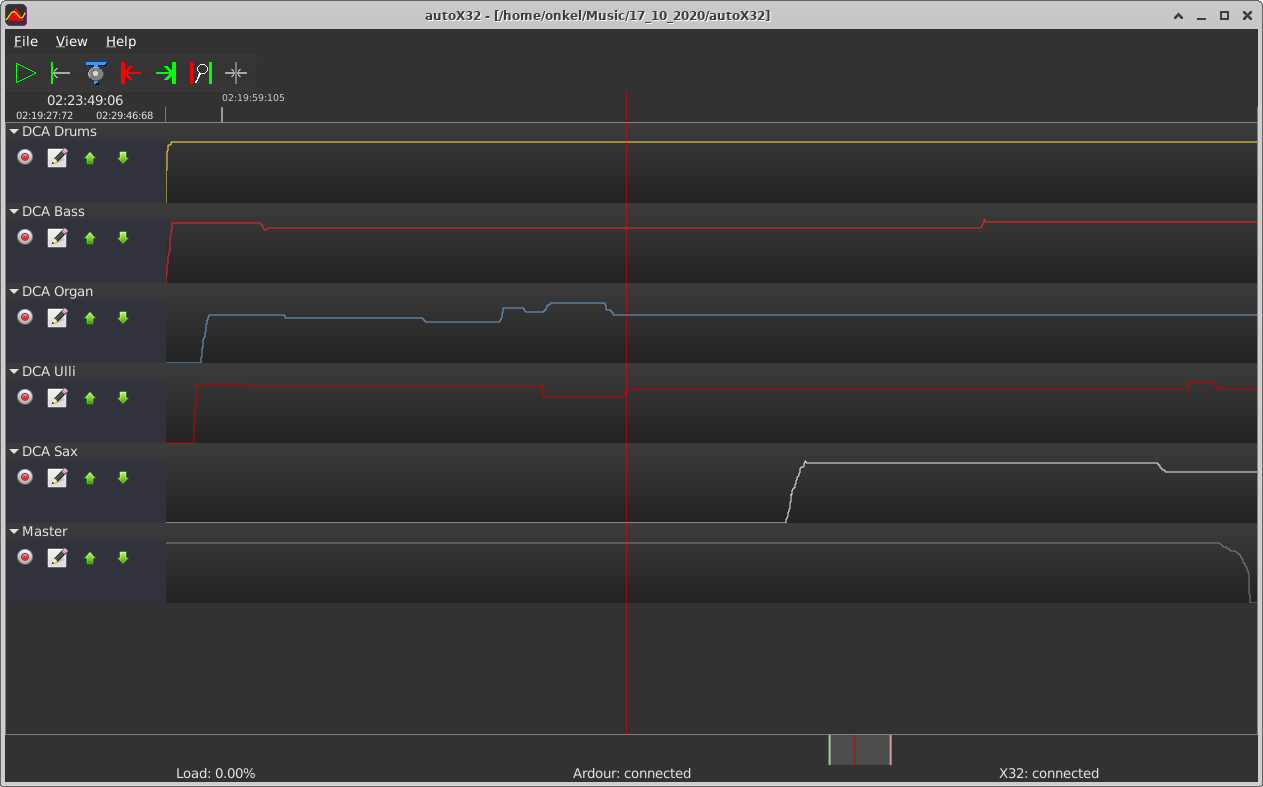 autoX32 - [/home/onkel/Music/17_10_2020/autoX32]
File View Help
02:23:49:06 02:19:59:105
02:19:27:72 02:29:46:68
DCA Drums
DCA Bass
DCA Organ
DCA Ulli
DCA Sax
Master
Load: 0.00% Ardour: connected X32: connected